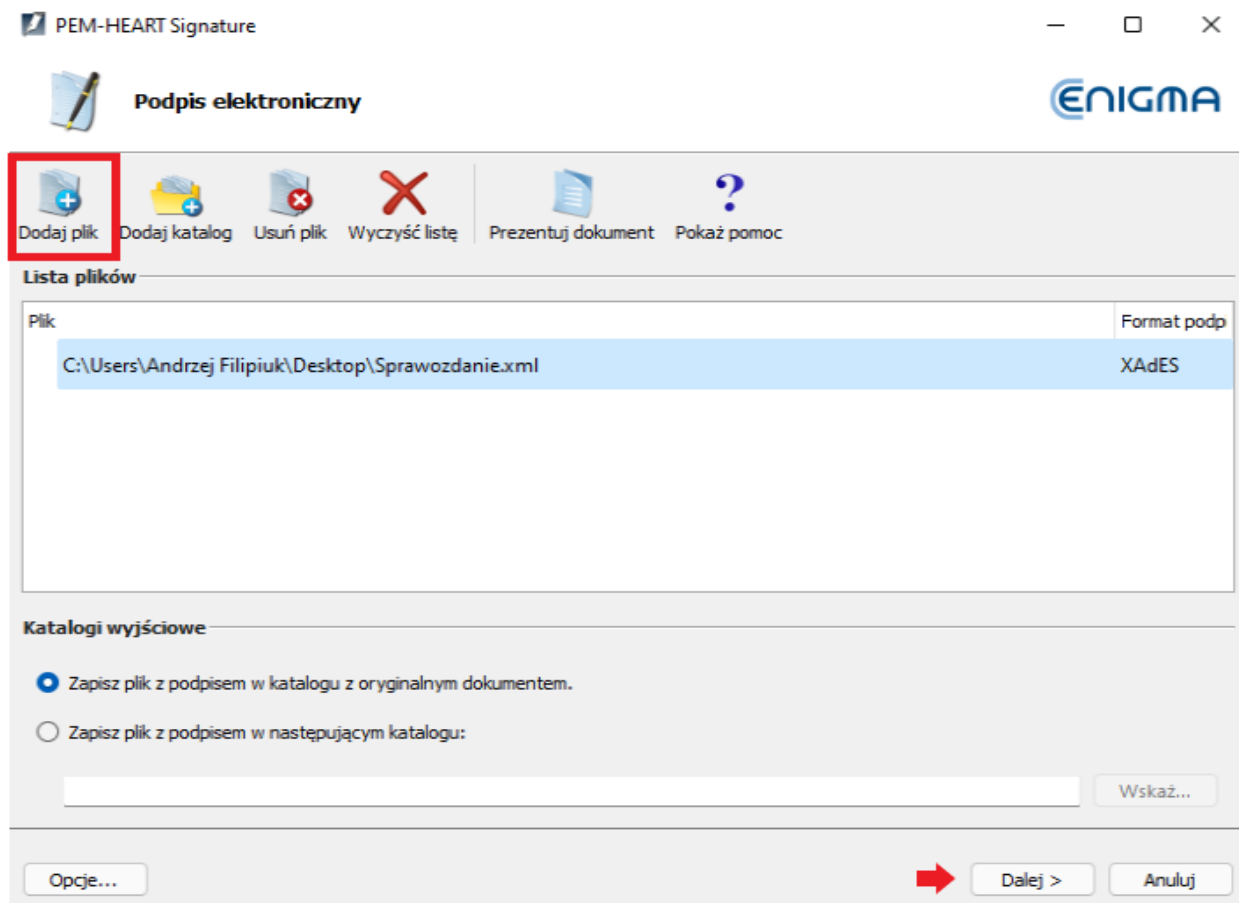 PEM-HEART Signature
Podpis elektroniczny
ENIGMA
Dodaj plik Dodaj katalog Usuń plik Wyczyść listę Prezentuj dokument Pokaż pomoc
Lista plików
Plik Format podp
C:\Users\Andrzej Filipiuk\Desktop\Sprawozdanie.xml XAdES
Katalogi wyjściowe
Zapisz plik z podpisem w katalogu z oryginalnym dokumentem.
Zapisz plik z podpisem w następującym katalogu:
Wskaż...
Opcje... Dalej > Anuluj